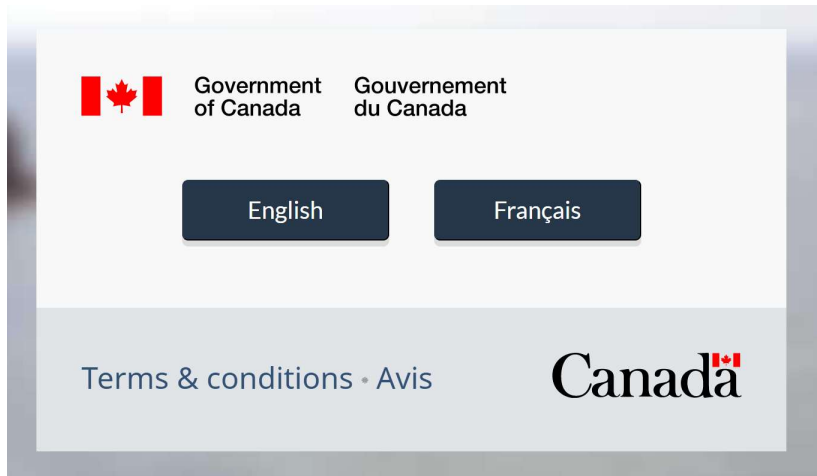 Government Gouvernement
of Canada du Canada
English Français
Terms & conditions • Avis Canada